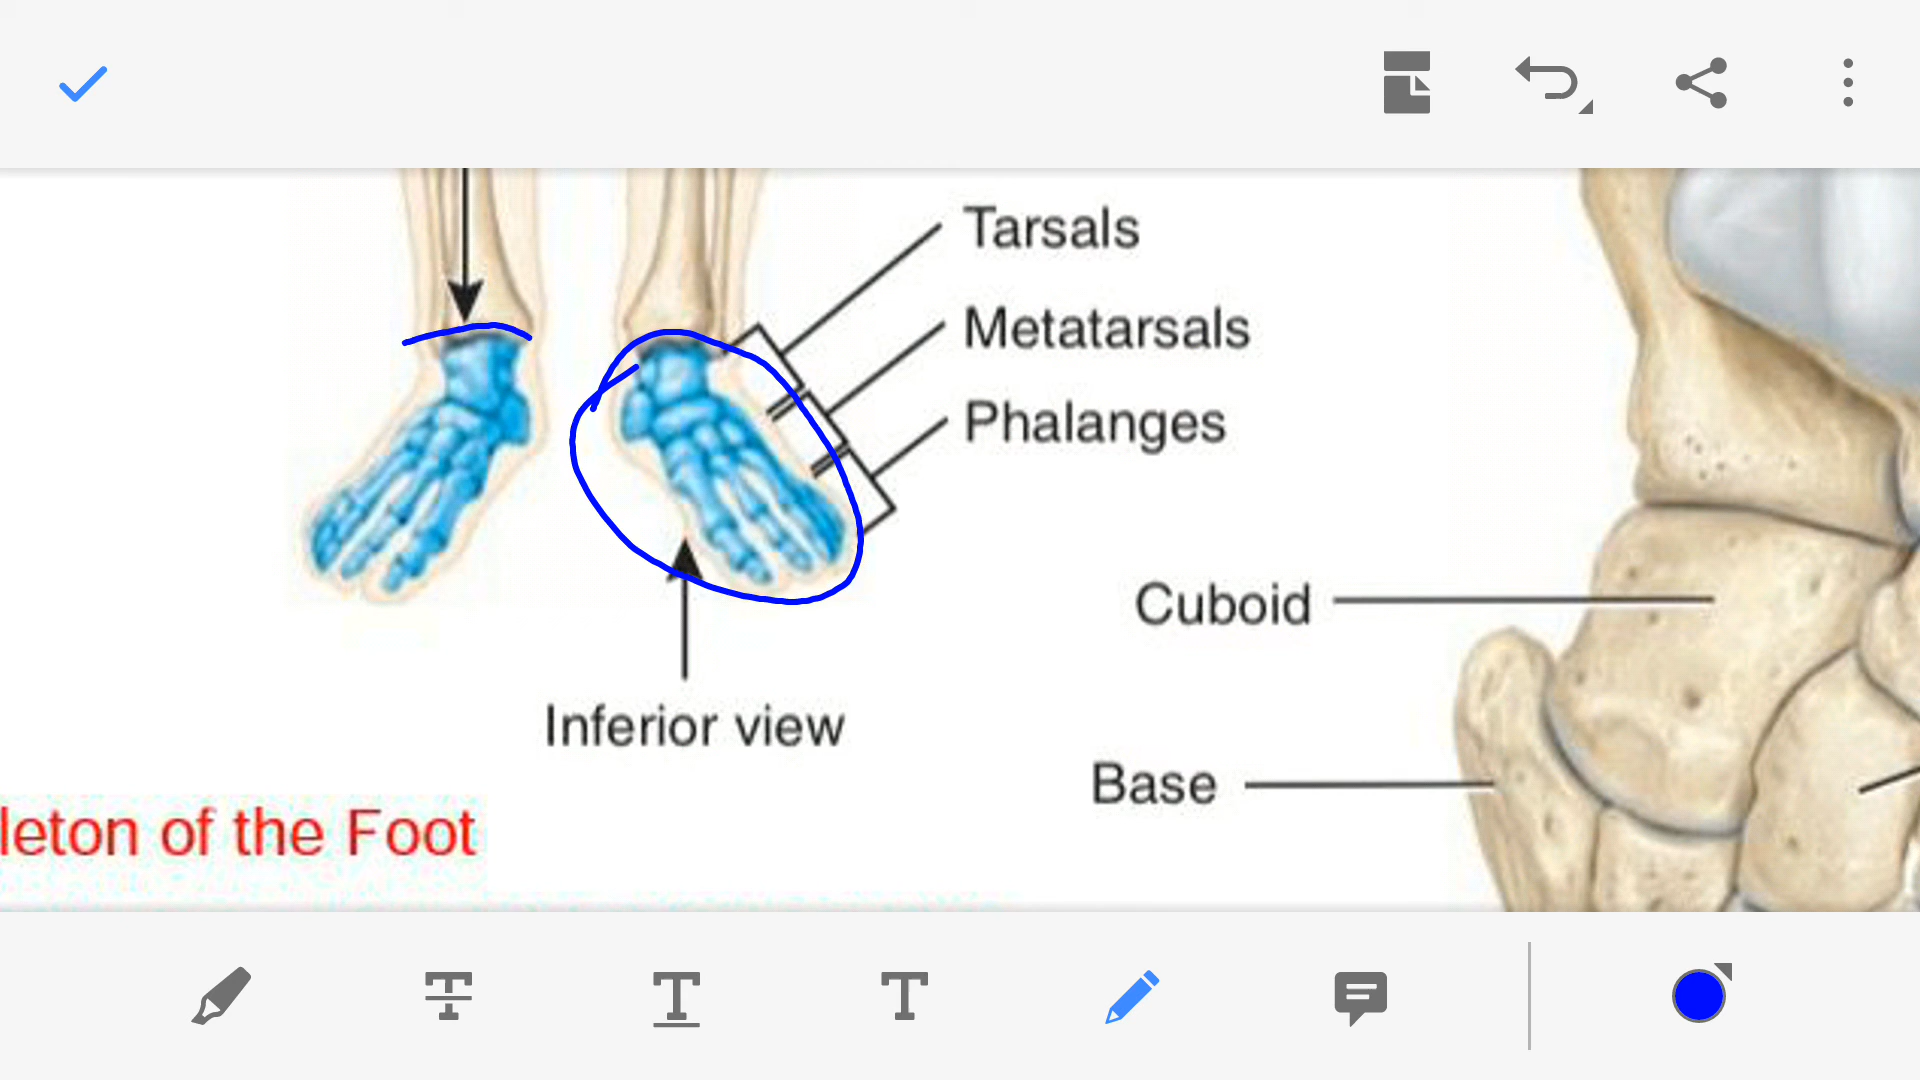 Tarsals
Metatarsals
Phalanges
Cuboid
Inferior view
Base
leton of the Foot